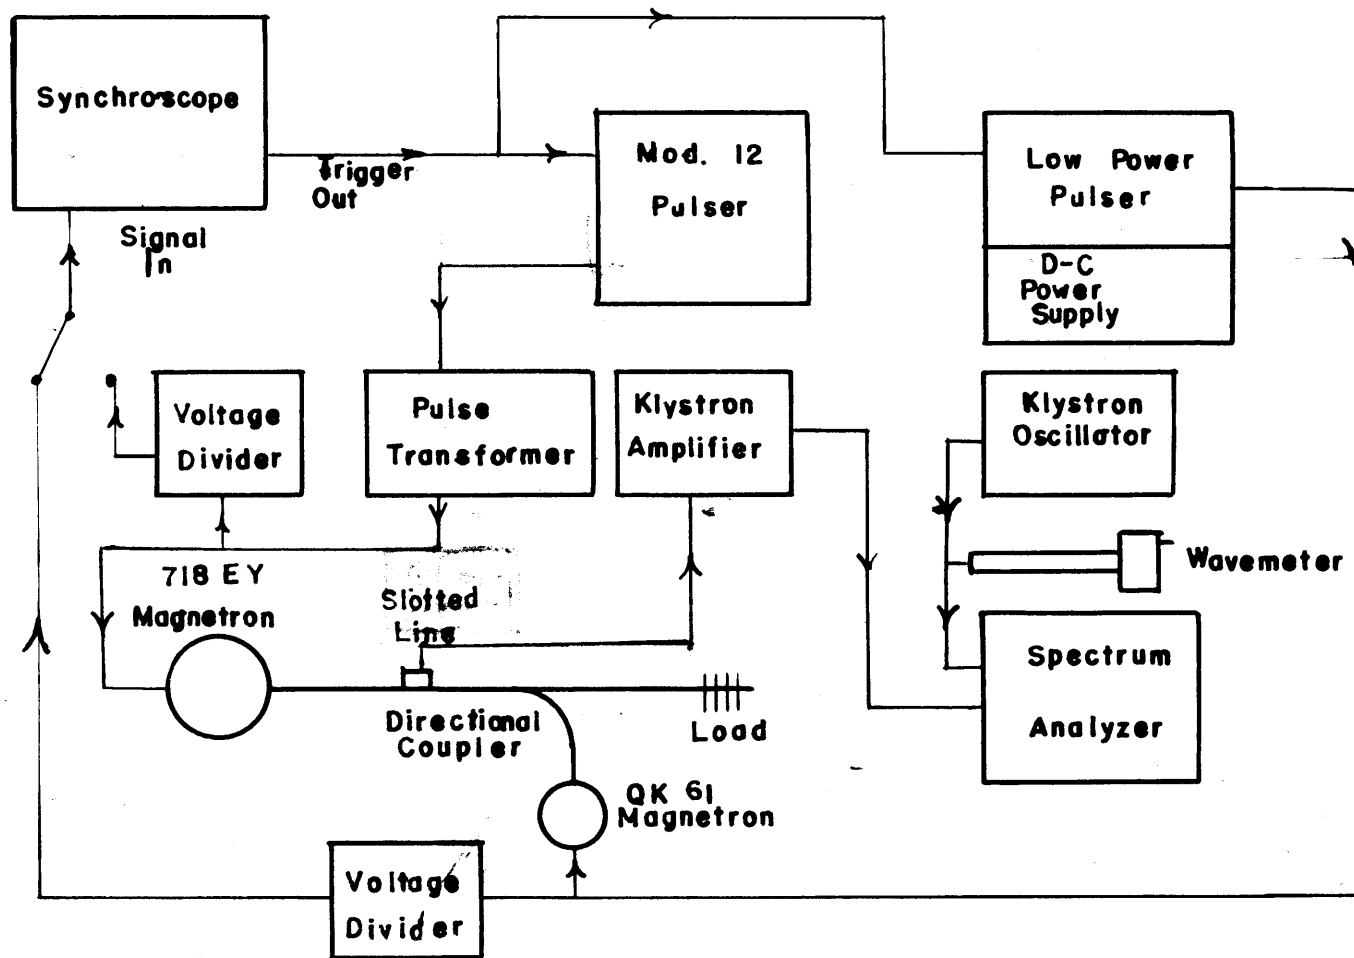 Synchroscope
Trigger
Out
Signal
In
Mod. 12
Pulser
Low Power
Pulser
D-C
Power
Supply
Voltage
Divider
Pulse
Transformer
Klystron
Amplifier
Klystron
Oscillator
Wavemeter
718 EY
Magnetron
Slotted
Line
Directional
Coupler
Load
Spectrum
Analyzer
QK 61
Magnetron
Voltage
Divider